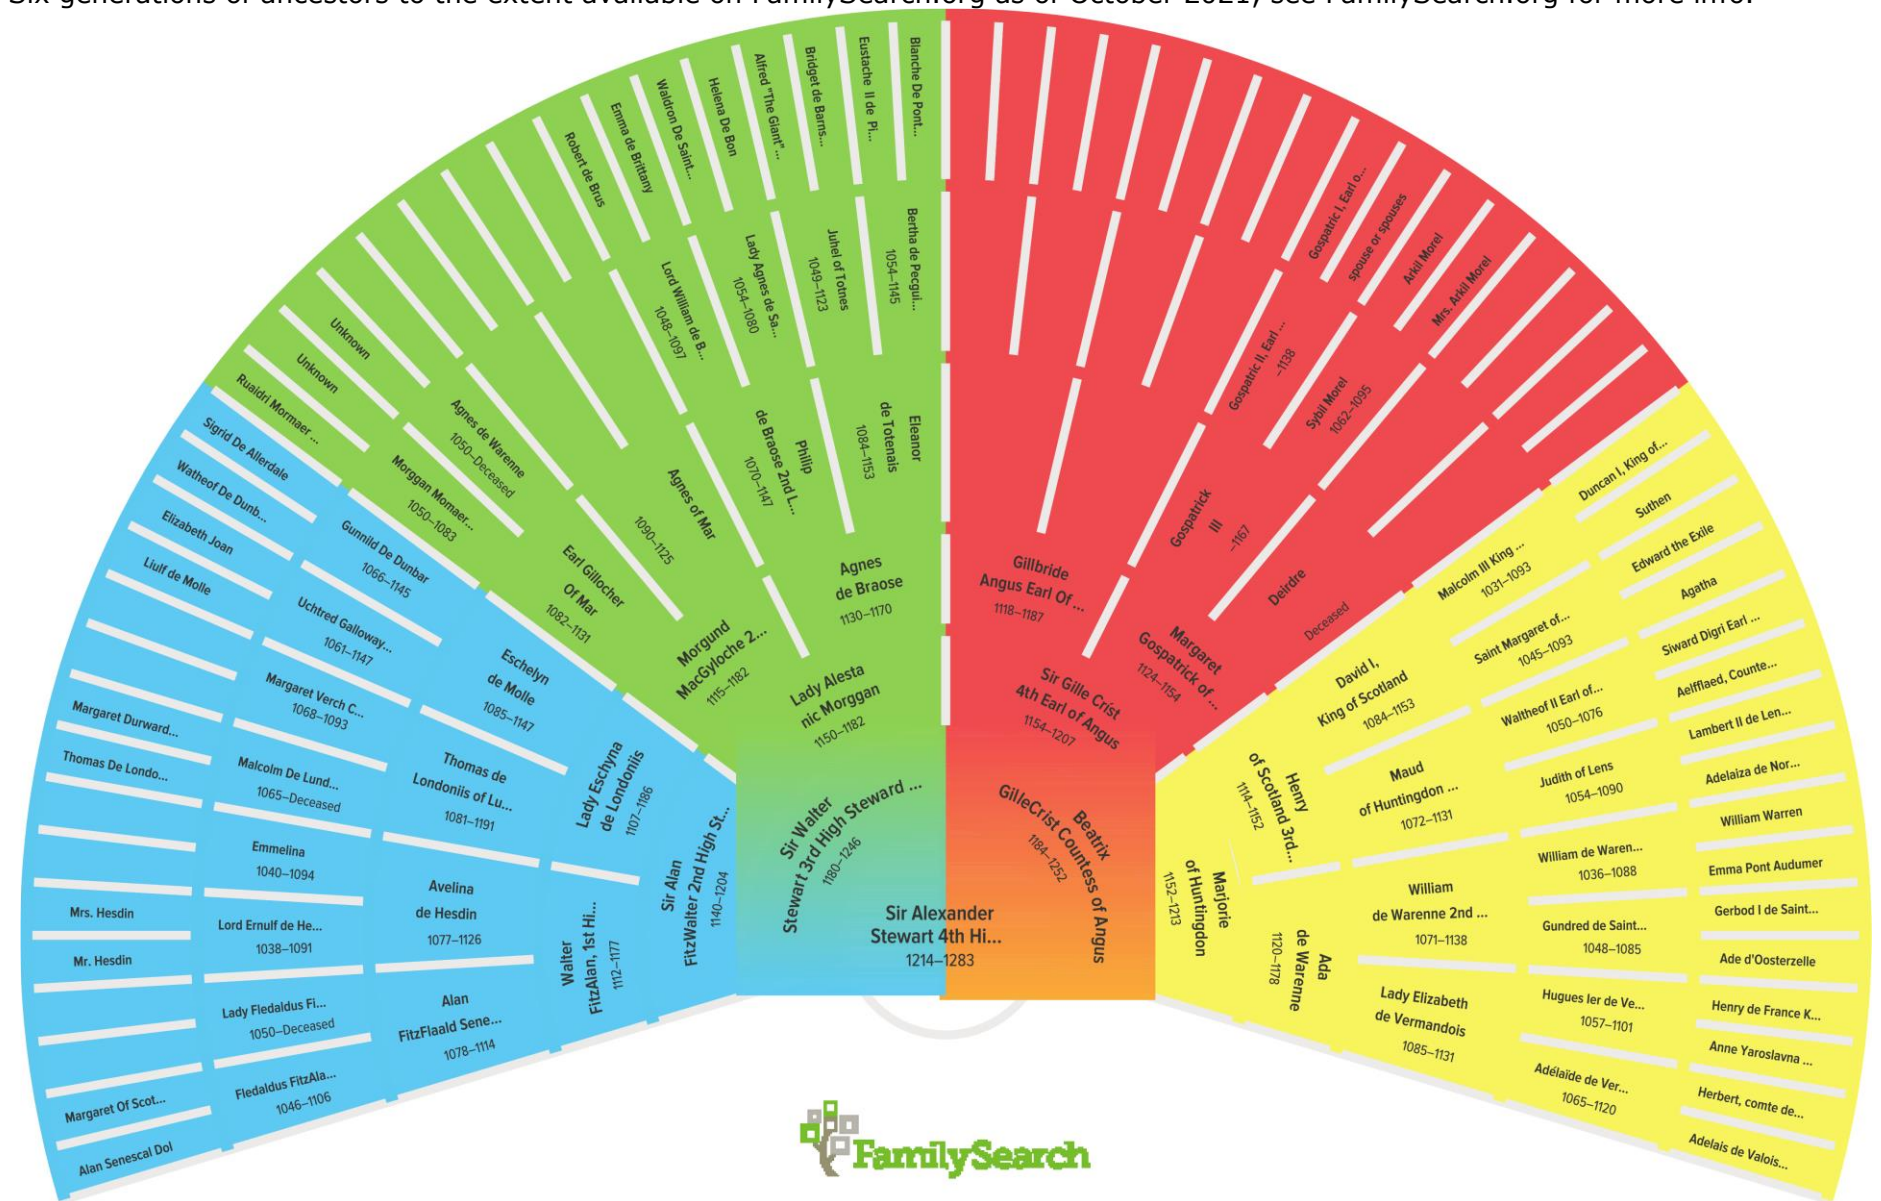 Six generations of ancestors to the extent available on FamilySearch.org as of October 2021, see FamilySearch.org for more info.
Sir Alexander
Stewart 4th Hi...
1214–1283
Sir Walter
Stewart 3rd High Steward ...
1180–1246
Beatrix
GilleCrist Countess of Angus
1184–1252
Sir Alan
FitzWalter 2nd High St...
1140–1204
Lady Alesta
nic Morggan
1150–1182
Sir Gille Crist
4th Earl of Angus
1154–1207
Marjorie
of Huntingdon
1152–1213
Walter
FitzAlan, 1st Hi...
1112–1177
Lady Eschyna
de Londoniis
1107–1186
Morgund
MacGyloche 2...
1115–1182
Agnes
de Braose
1130–1170
Gillbride
Angus Earl Of ...
1118–1187
Margaret
Gospatrick of ...
1124–1154
Henry
of Scotland 3rd...
1114–1152
Ada
de Warenne
1120–1178
Alan
FitzFlaald Sene...
1078–1114
Avelina
de Hesdin
1077–1126
Thomas de
Londoniis of Lu...
1081–1191
Eschelyn
de Molle
1085–1147
Earl Gillocher
Of Mar
1082–1131
1090–1125
Agnes of Mar
Philip
de Braose 2nd L...
1070–1147
Eleanor
de Totenais
1084–1153
Gospatrick
III
–1167
Deirdre
Deceased
David I,
King of Scotland
1084–1153
Maud
of Huntingdon ...
1072–1131
William
de Warenne 2nd ...
1071–1138
Lady Elizabeth
de Vermandois
1085–1131
Fledaldus FitzAla...
1046–1106
Lady Fledaldus Fi...
1050–Deceased
Lord Ernulf de He...
1038–1091
Emmelina
1040–1094
Malcolm De Lund...
1065–Deceased
Margaret Verch C...
1068–1093
Uchtred Galloway...
1061–1147
Gunnild De Dunbar
1066–1145
Morggan Momaer...
1050–1083
Agnes de Warenne
1050–Deceased
Lord William de B...
1048–1097
Lady Agnes de Sa...
1054–1080
Juhel of Totnes
1049–1123
Bertha de Pecgui...
1054–1145
Gospatric II, Earl ...
–1138
Sybil Morel
1062–1095
Malcolm III King ...
1031–1093
Saint Margaret of...
1045–1093
Waltheof II Earl of...
1050–1076
Judith of Lens
1054–1090
William de Waren...
1036–1088
Gundred de Saint...
1048–1085
Hugues Ier de Ve...
1057–1101
Adélaïde de Ver...
1065–1120
Alan Senescal Dol
Margaret Of Scot...
Mr. Hesdin
Mrs. Hesdin
Thomas De Londo...
Margaret Durward...
Liulf de Molle
Elizabeth Joan
Watheof De Dunb...
Sigrid De Allerdale
Ruaidri Mormaer ...
Unknown
Unknown
Robert de Brus
Emma de Brittany
Waldron De Saint...
Helena De Bon
Alfred "The Giant" ...
Bridget de Barns...
Eustache II de Pi...
Blanche De Pont...
Gospatric I, Earl o...
spouse or spouses
Arkil Morel
Mrs. Arkil Morel
Duncan I, King of...
Suthen
Edward the Exile
Agatha
Siward Digri Earl ...
Aelfflaed, Counte...
Lambert II de Len...
Adelaiza de Nor...
William Warren
Emma Pont Audumer
Gerbod I de Saint...
Ade d'Oosterzelle
Henry de France K...
Anne Yaroslavna ...
Herbert, comte de...
Adelais de Valois...
FamilySearch